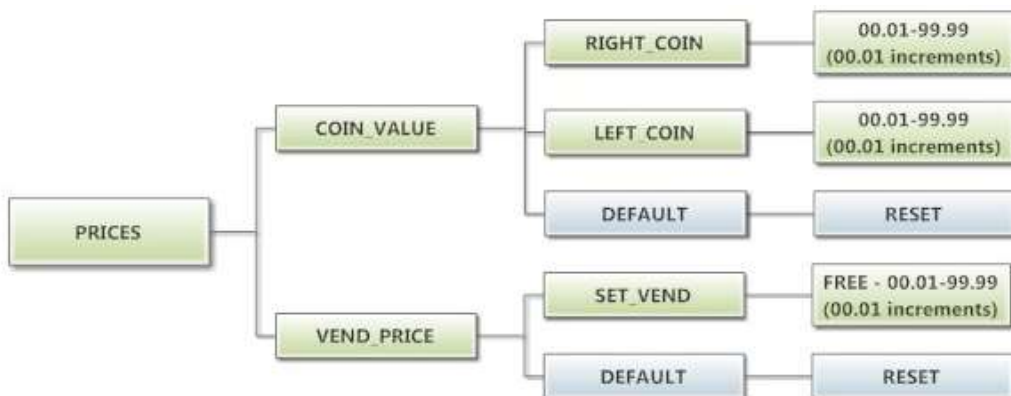 RIGHT_COIN
00.01-99.99
(00.01 increments)
COIN_VALUE
LEFT_COIN
00.01-99.99
(00.01 increments)
DEFAULT
RESET
PRICES
SET_VEND
FREE - 00.01-99.99
(00.01 increments)
VEND_PRICE
DEFAULT
RESET